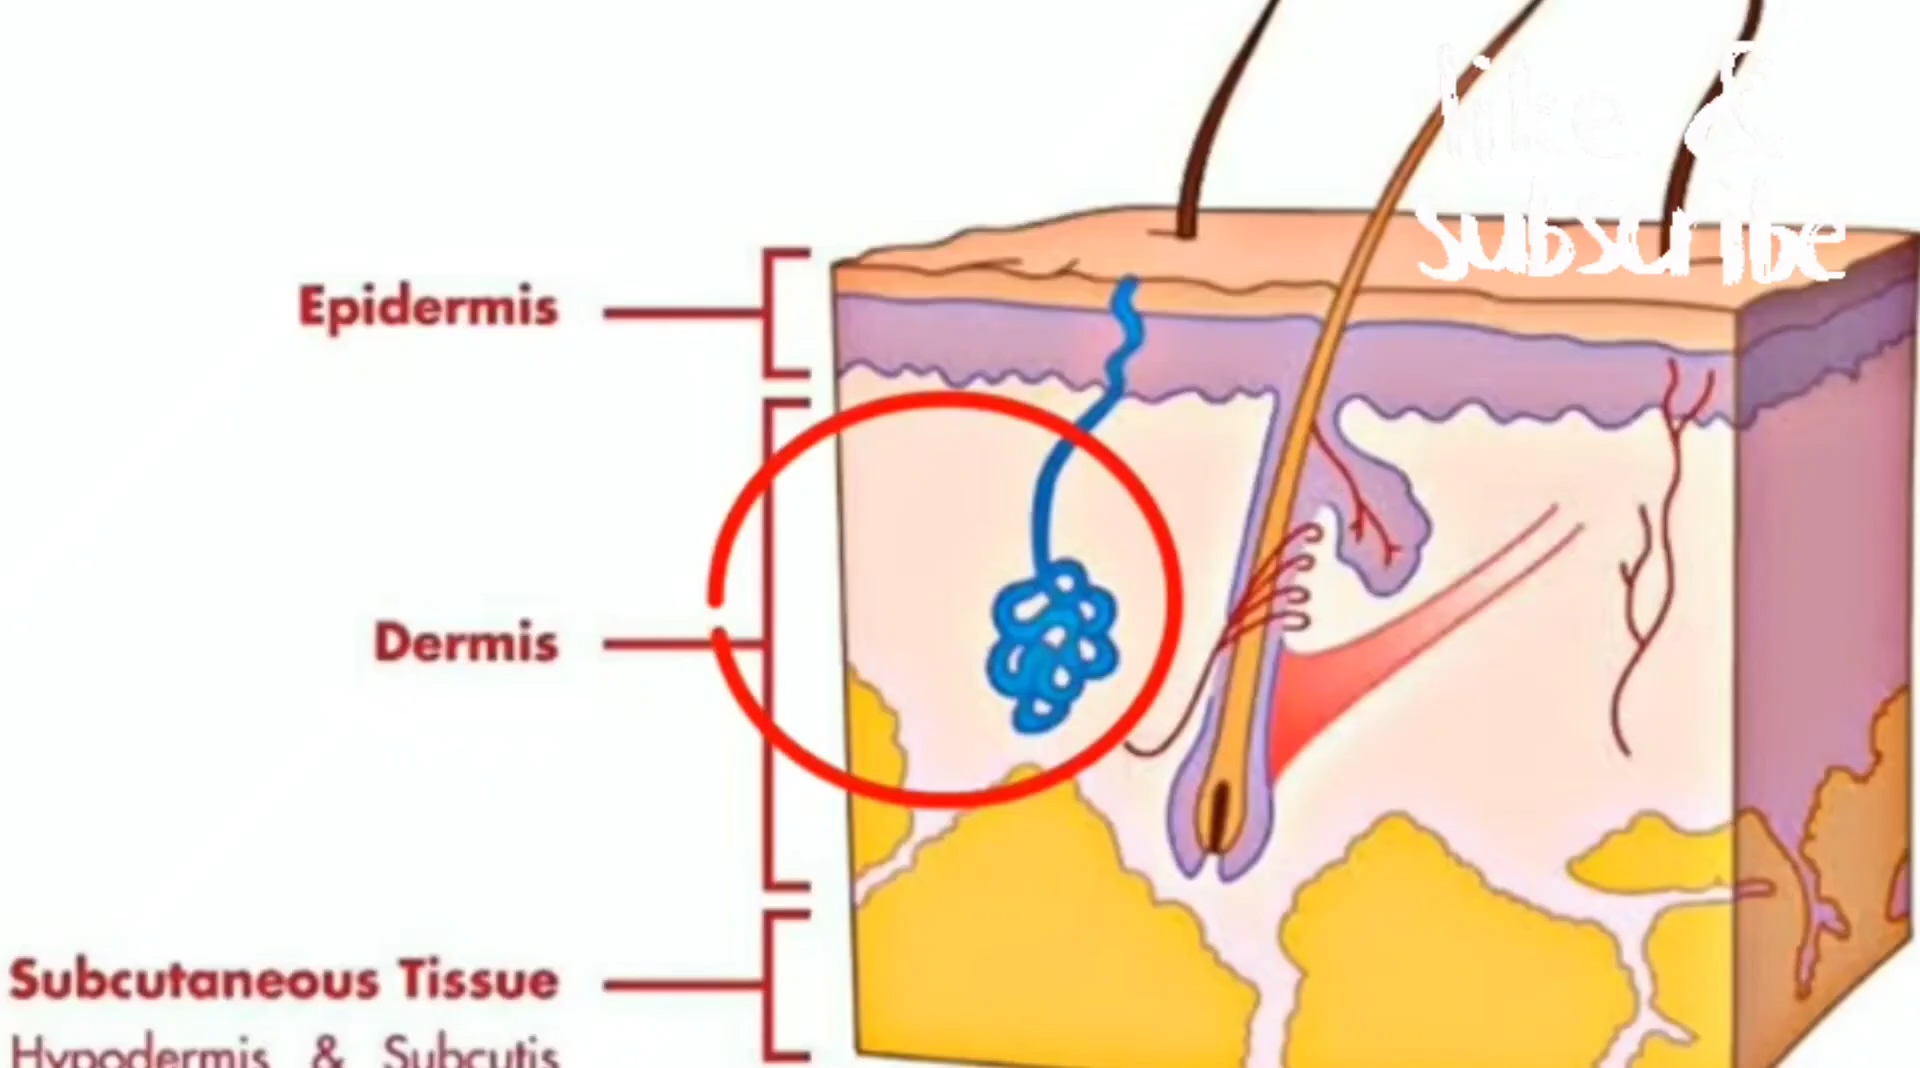 like &
subscribe
Epidermis
Dermis
Subcutaneous Tissue
Hypodermis & Subcutis